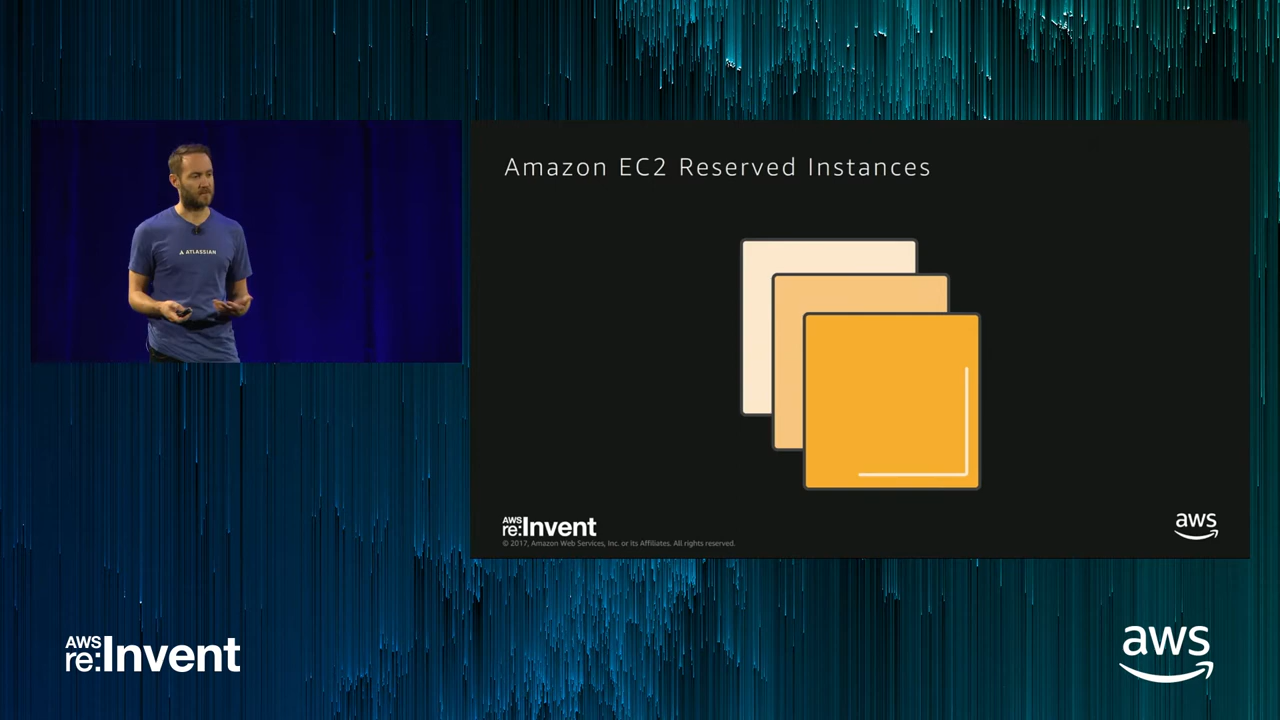 Amazon EC2 Reserved Instances
ATLASSIAN
AWS
re:Invent
© 2017, Amazon Web Services, Inc. or its Affiliates. All rights reserved.
aws
AWS
re:Invent
aws